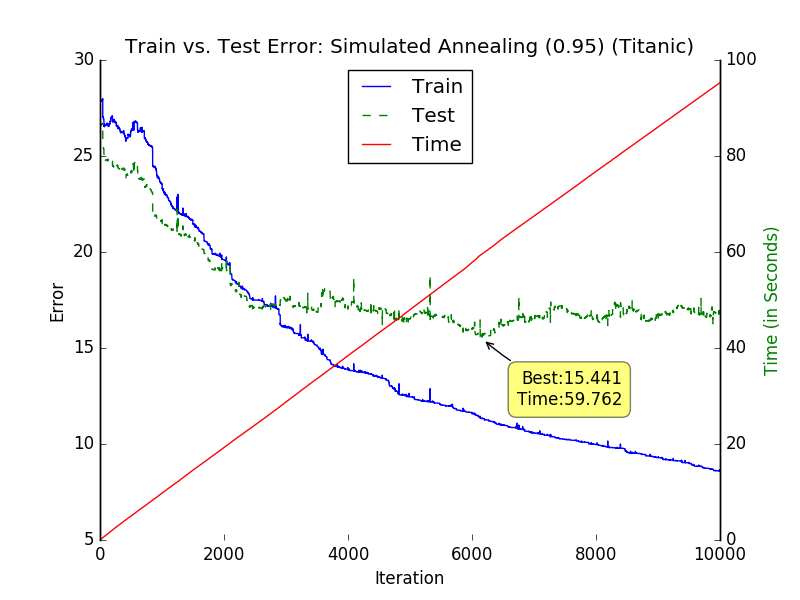 Train vs. Test Error: Simulated Annealing (0.95) (Titanic)
Train
Test
Time
30
25
20
15
10
5
Error
100
80
60
40
20
0
Time (in Seconds)
Best:15.441
Time:59.762
0
2000
4000
6000
8000
10000
Iteration